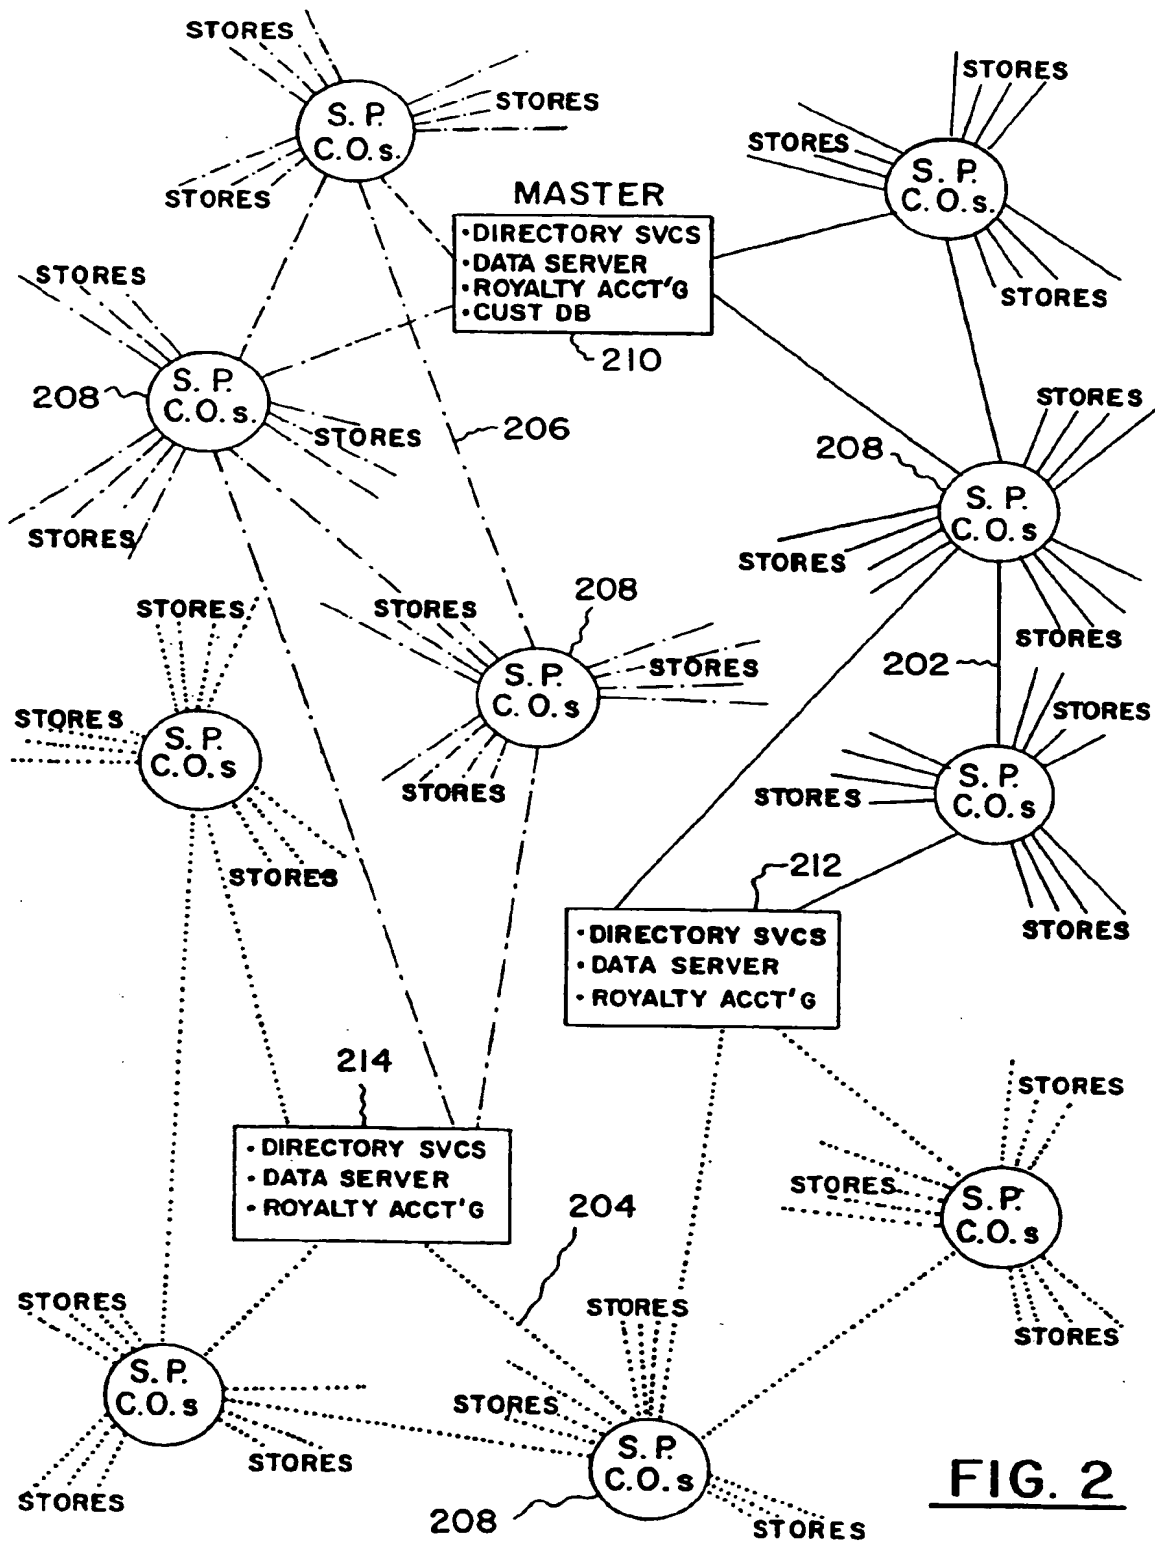 STORES
S. P.
C.O.s.
STORES
STORES
STORES
S. P.
C.O.s.
STORES
STORES
MASTER
•DIRECTORY SVCS
•DATA SERVER
•ROYALTY ACCT'G
•CUST DB
210
STORES
208
S. P.
C.O.s.
STORES
STORES
206
STORES
208
S. P.
C.O.s
STORES
STORES
202
STORES
S. P.
C.O.s
STORES
STORES
208
STORES
S. P.
C.O.s
STORES
STORES
STORES
STORES
S. P.
C.O.s
STORES
212
• DIRECTORY SVCS
• DATA SERVER
• ROYALTY ACCT'G
214
• DIRECTORY SVCS
• DATA SERVER
• ROYALTY ACCT'G
204
STORES
STORES
S. P.
C.O.s
STORES
STORES
S. P.
C.O.s
STORES
STORES
STORES
STORES
S. P.
C.O.s
208
STORES
FIG. 2